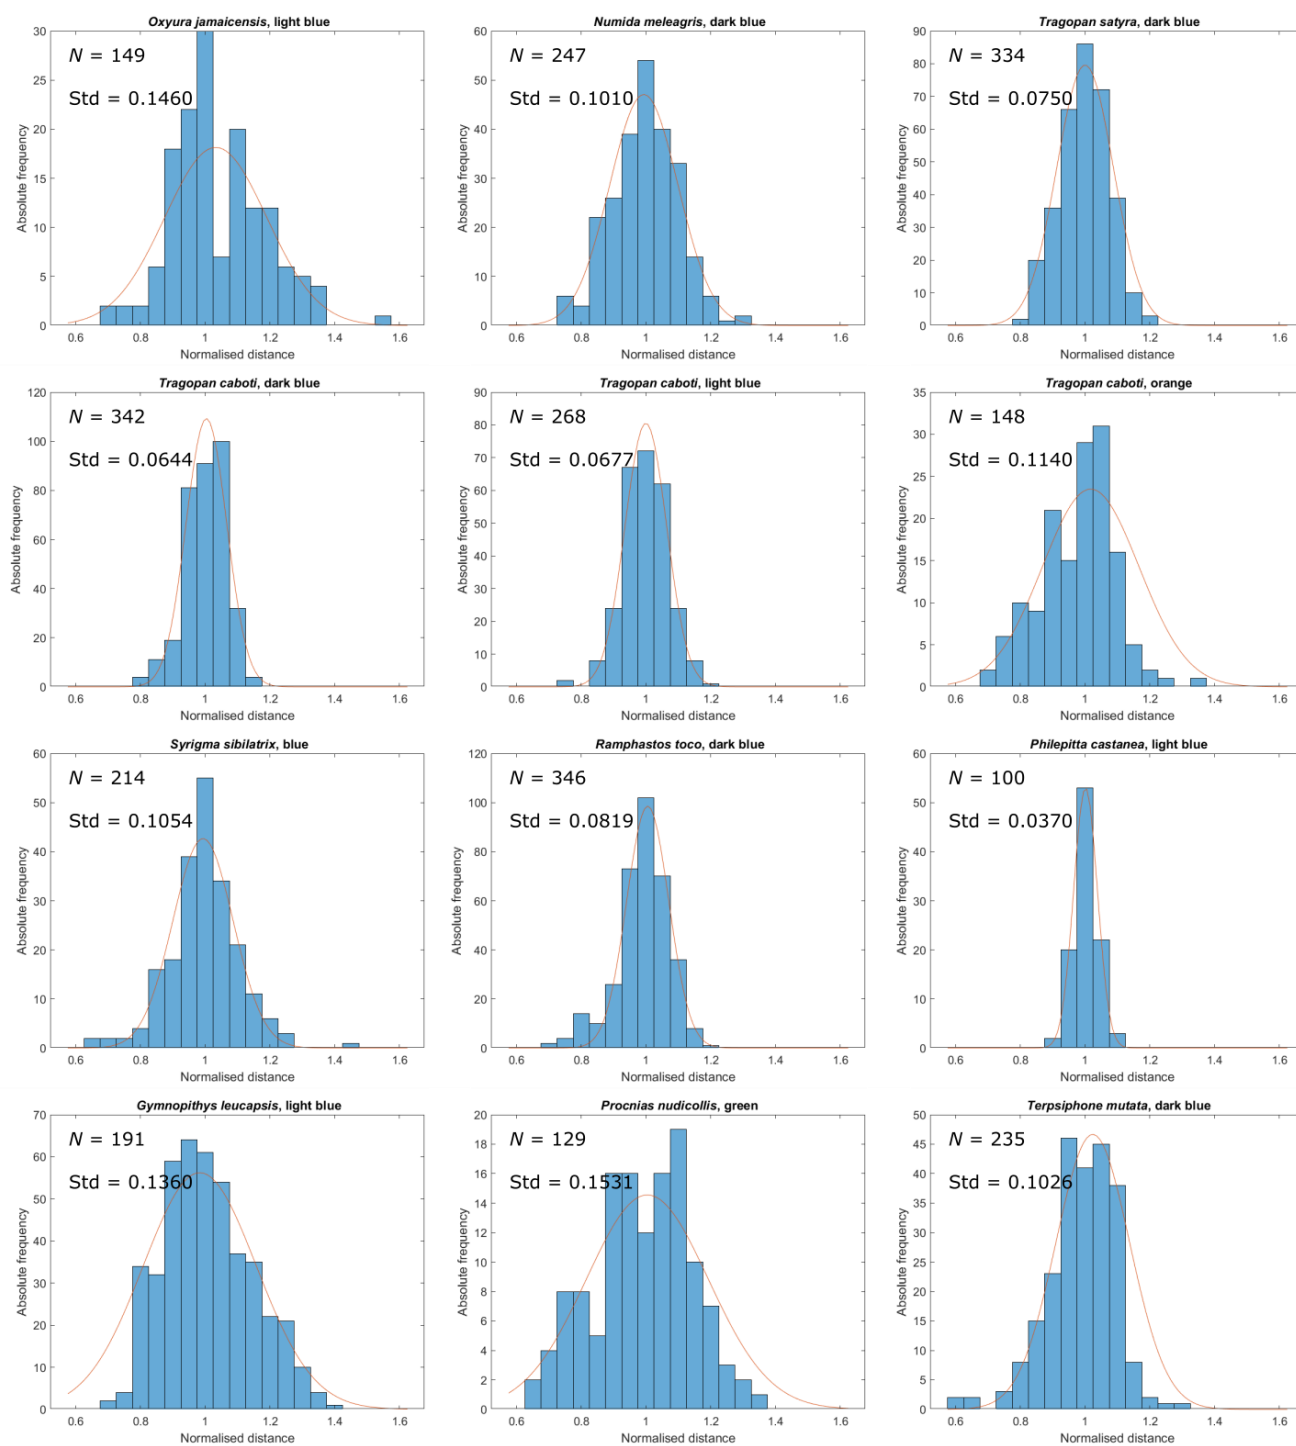 Oxyura jamaicensis, light blue
N = 149
Std = 0.1460
30
25
20
15
10
5
0
Absolute frequency
0.6 0.8 1 1.2 1.4 1.6
Normalised distance
Numida meleagris, dark blue
N = 247
Std = 0.1010
60
50
40
30
20
10
0
Absolute frequency
0.6 0.8 1 1.2 1.4 1.6
Normalised distance
Tragopan satyra, dark blue
N = 334
Std = 0.0750
90
80
70
60
50
40
30
20
10
0
Absolute frequency
0.6 0.8 1 1.2 1.4 1.6
Normalised distance
Tragopan caboti, dark blue
N = 342
Std = 0.0644
120
100
80
60
40
20
0
Absolute frequency
0.6 0.8 1 1.2 1.4 1.6
Normalised distance
Tragopan caboti, light blue
N = 268
Std = 0.0677
90
80
70
60
50
40
30
20
10
0
Absolute frequency
0.6 0.8 1 1.2 1.4 1.6
Normalised distance
Tragopan caboti, orange
N = 148
Std = 0.1140
35
30
25
20
15
10
5
0
Absolute frequency
0.6 0.8 1 1.2 1.4 1.6
Normalised distance
Syrigma sibilatrix, blue
N = 214
Std = 0.1054
60
50
40
30
20
10
0
Absolute frequency
0.6 0.8 1 1.2 1.4 1.6
Normalised distance
Ramphastos toco, dark blue
N = 346
Std = 0.0819
120
100
80
60
40
20
0
Absolute frequency
0.6 0.8 1 1.2 1.4 1.6
Normalised distance
Philepitta castanea, light blue
N = 100
Std = 0.0370
60
50
40
30
20
10
0
Absolute frequency
0.6 0.8 1 1.2 1.4 1.6
Normalised distance
Gymnopithys leucapsis, light blue
N = 191
Std = 0.1360
70
60
50
40
30
20
10
0
Absolute frequency
0.6 0.8 1 1.2 1.4 1.6
Normalised distance
Procnias nudicollis, green
N = 129
Std = 0.1531
20
18
16
14
12
10
8
6
4
2
0
Absolute frequency
0.6 0.8 1 1.2 1.4 1.6
Normalised distance
Terpsiphone mutata, dark blue
N = 235
Std = 0.1026
50
45
40
35
30
25
20
15
10
5
0
Absolute frequency
0.6 0.8 1 1.2 1.4 1.6
Normalised distance